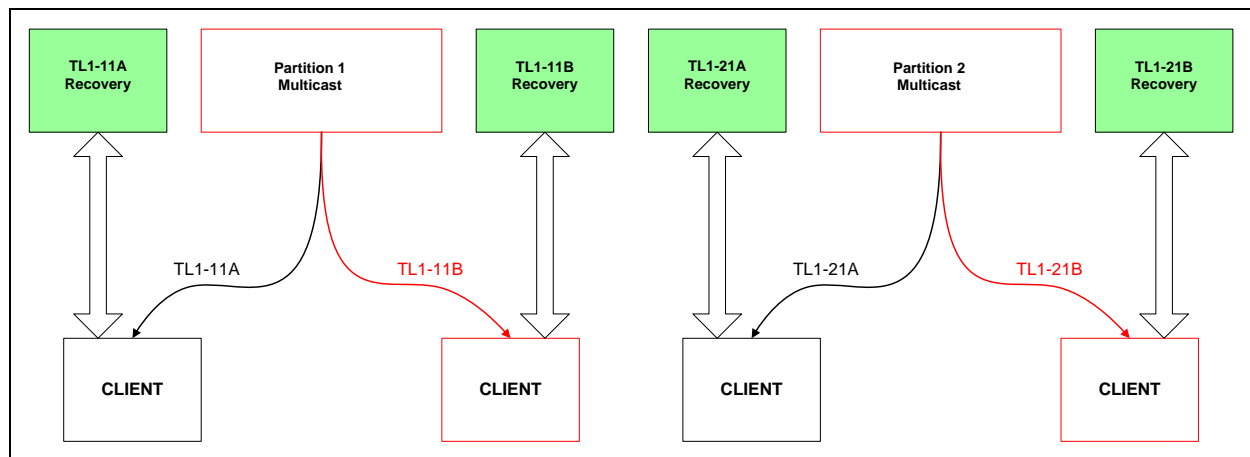 TL1-11A
Recovery
Partition 1
Multicast
TL1-11B
Recovery
TL1-21A
Recovery
Partition 2
Multicast
TL1-21B
Recovery
TL1-11A
TL1-11B
TL1-21A
TL1-21B
CLIENT
CLIENT
CLIENT
CLIENT